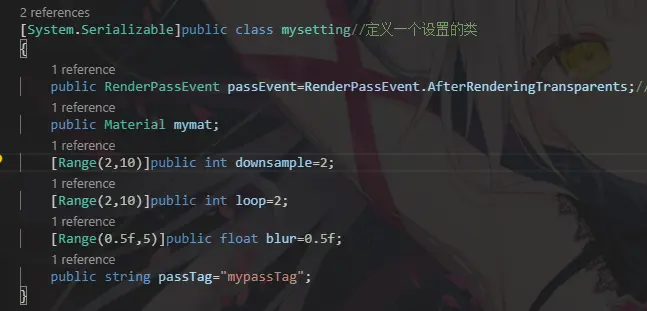 2 references
[System.Serializable]public class mysetting//定义一个设置的类
{
1 reference
public RenderPassEvent passEvent=RenderPassEvent.AfterRenderingTransparents;//
1 reference
public Material mymat;
1 reference
[Range(2,10)]public int downsample=2;
1 reference
[Range(2,10)]public int loop=2;
1 reference
[Range(0.5f,5)]public float blur=0.5f;
1 reference
public string passTag="mypassTag";
}